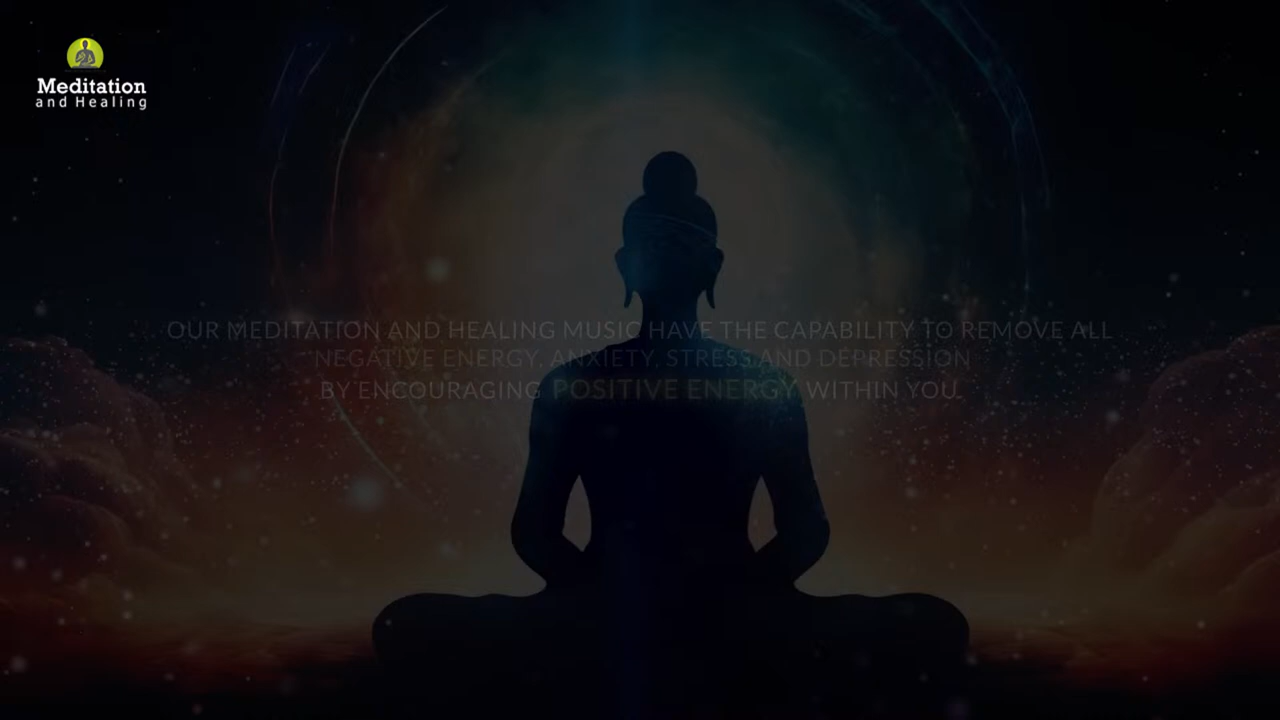 Meditation
and Healing
OUR MEDITATION AND HEALING MUSIC HAVE THE CAPABILITY TO REMOVE ALL
NEGATIVE ENERGY, ANXIETY, STRESS AND DEPRESSION
BY ENCOURAGING POSITIVE ENERGY WITHIN YOU.